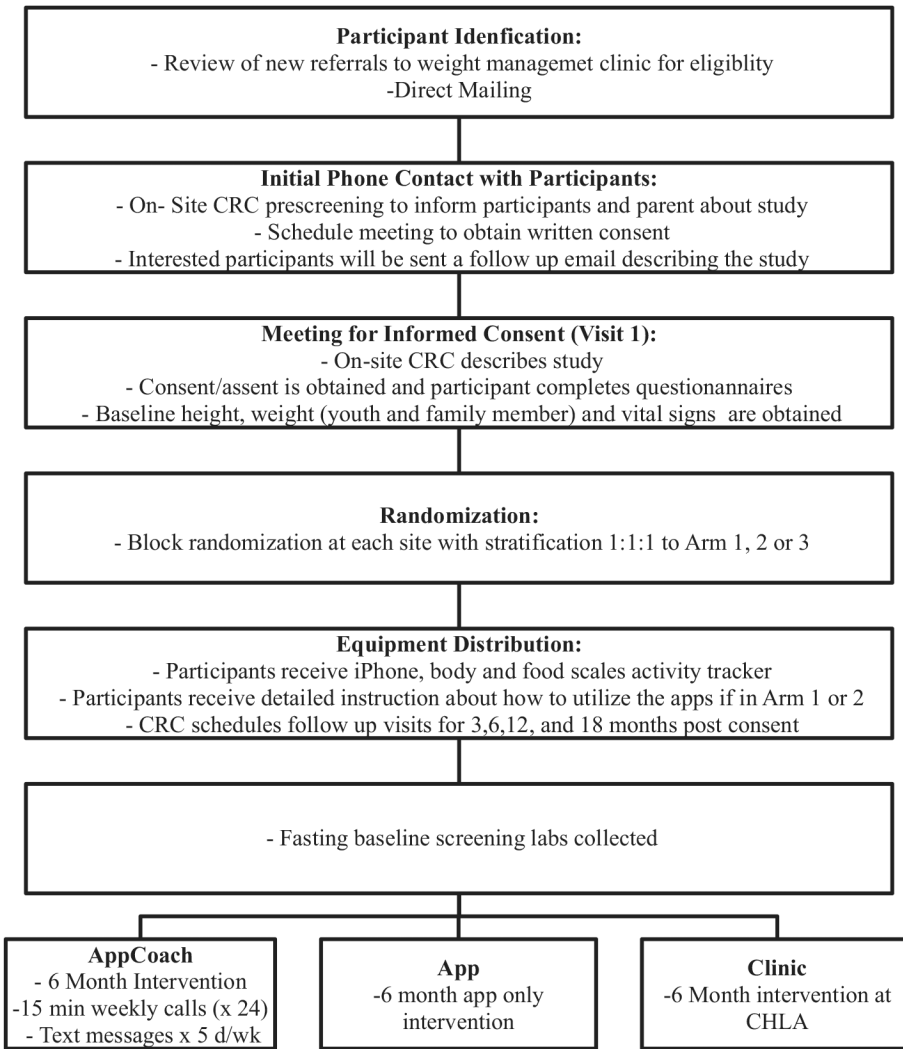 Participant Idenfication:
- Review of new referrals to weight managemet clinic for eligiblity
-Direct Mailing
Initial Phone Contact with Participants:
- On- Site CRC prescreening to inform participants and parent about study
- Schedule meeting to obtain written consent
- Interested participants will be sent a follow up email describing the study
Meeting for Informed Consent (Visit 1):
- On-site CRC describes study
- Consent/assent is obtained and participant completes questionannaires
- Baseline height, weight (youth and family member) and vital signs are obtained
Randomization:
- Block randomization at each site with stratification 1:1:1 to Arm 1, 2 or 3
Equipment Distribution:
- Participants receive iPhone, body and food scales activity tracker
- Participants receive detailed instruction about how to utilize the apps if in Arm 1 or 2
- CRC schedules follow up visits for 3,6,12, and 18 months post consent
- Fasting baseline screening labs collected
AppCoach
- 6 Month Intervention
-15 min weekly calls (x 24)
- Text messages x 5 d/wk
App
-6 month app only
intervention
Clinic
-6 Month intervention at
CHLA